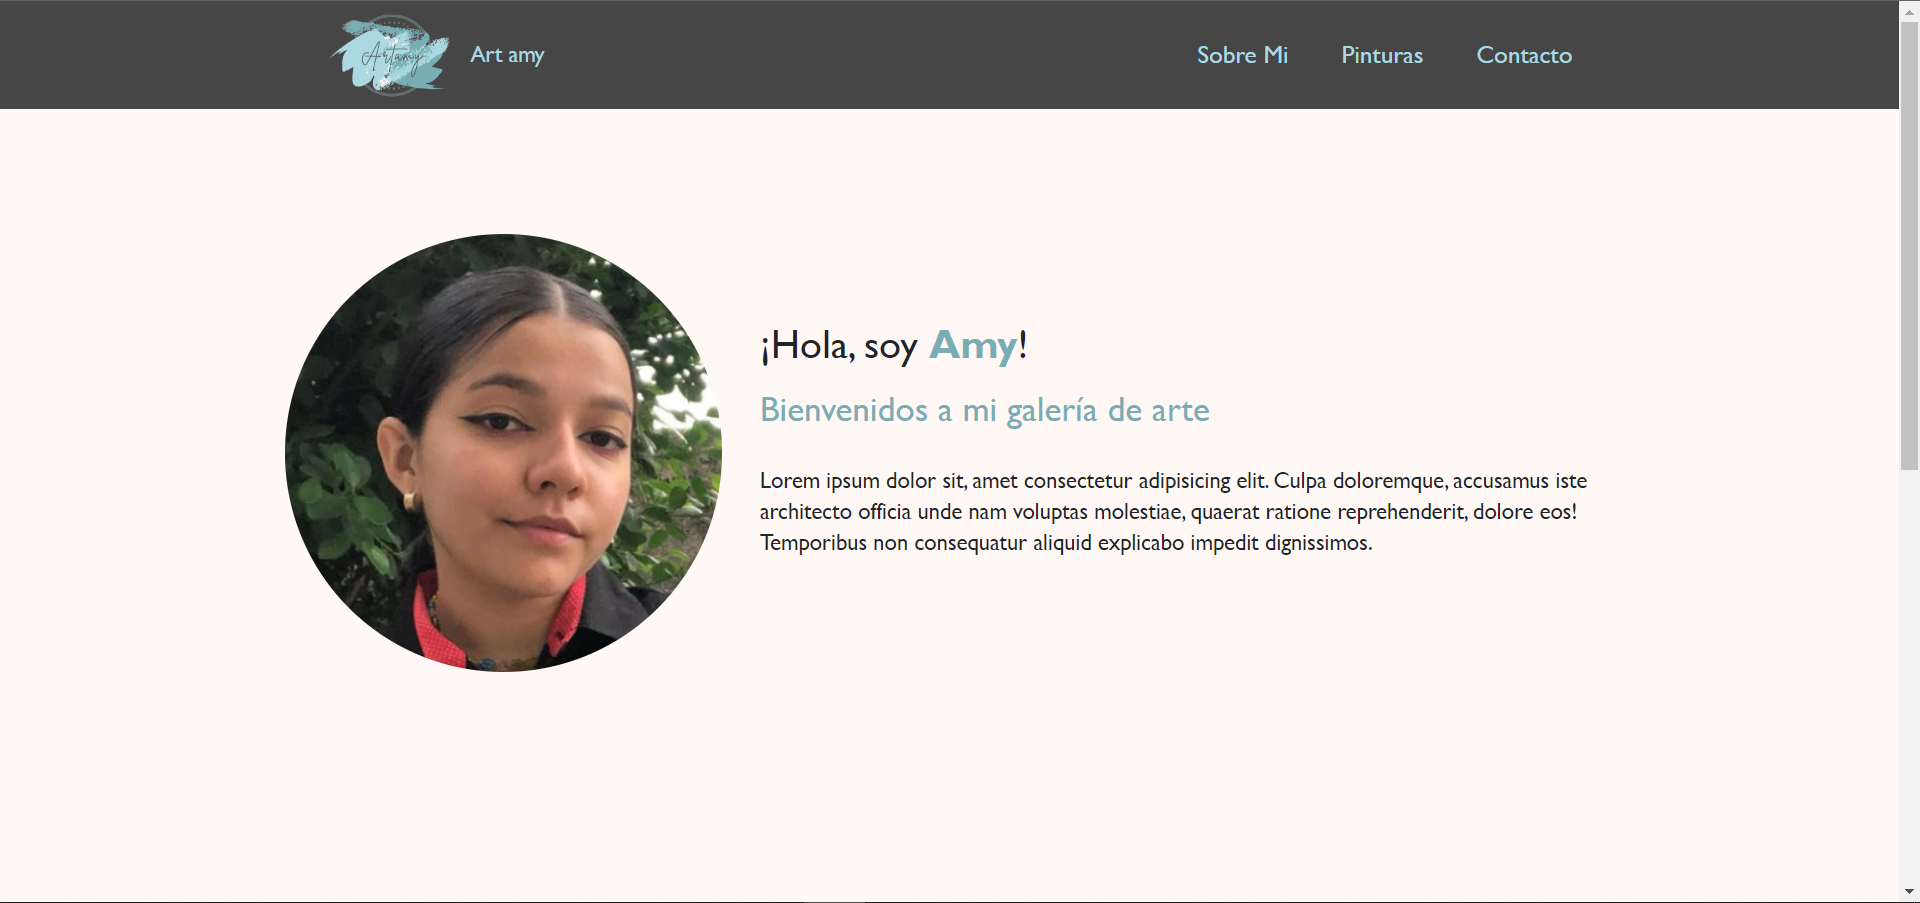 Artamy
Art amy
Sobre Mi
Pinturas
Contacto
¡Hola, soy Amy!
Bienvenidos a mi galería de arte
Lorem ipsum dolor sit, amet consectetur adipisicing elit. Culpa doloremque, accusamus iste
architecto officia unde nam voluptas molestiae, quaerat ratione reprehenderit, dolore eos!
Temporibus non consequatur aliquid explicabo impedit dignissimos.